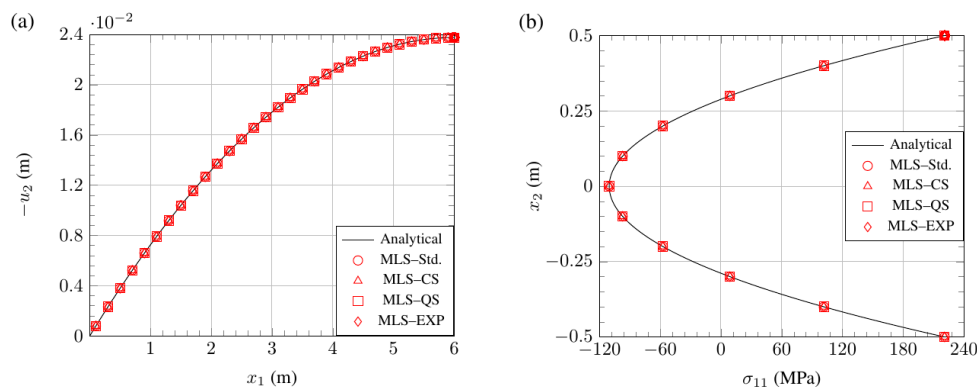 (a)
·10⁻²
2.4
2
1.6
1.2
0.8
0.4
0
−u₂ (m)
1
2
3
4
5
6
x₁ (m)
Analytical
MLS–Std.
MLS–CS
MLS–QS
MLS–EXP
(b)
0.5
0.25
0
−0.25
−0.5
x₂ (m)
−120
−60
0
60
120
180
240
σ₁₁ (MPa)
Analytical
MLS–Std.
MLS–CS
MLS–QS
MLS–EXP